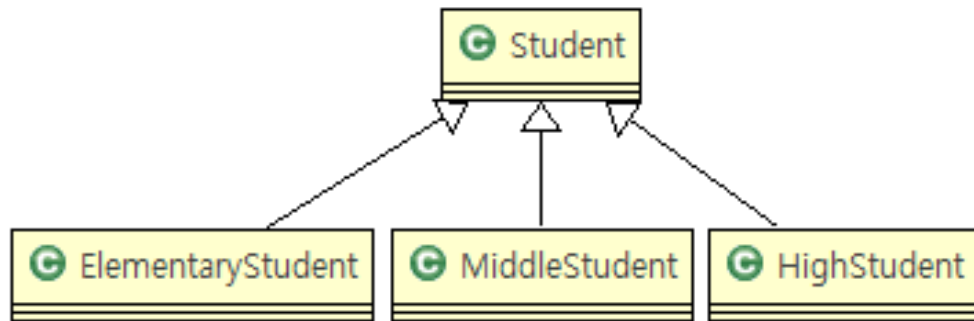 C Student
C ElementaryStudent
C MiddleStudent
C HighStudent